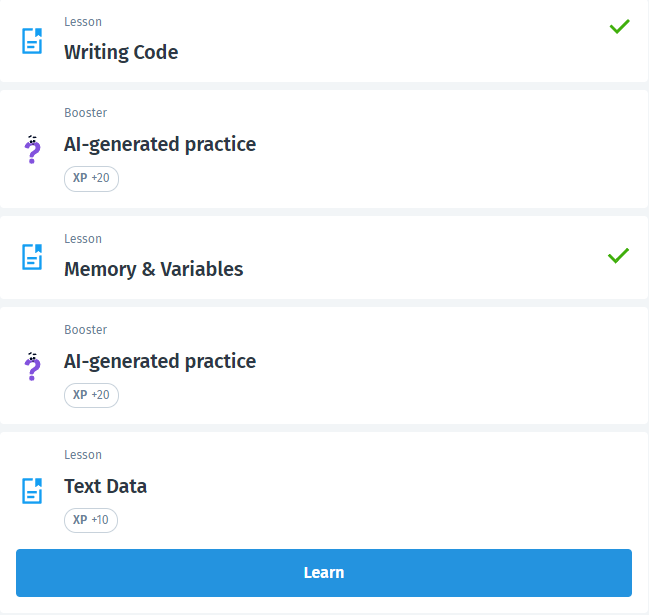 Lesson
Writing Code
Booster
AI-generated practice
XP +20
Lesson
Memory & Variables
Booster
AI-generated practice
XP +20
Lesson
Text Data
XP +10
Learn